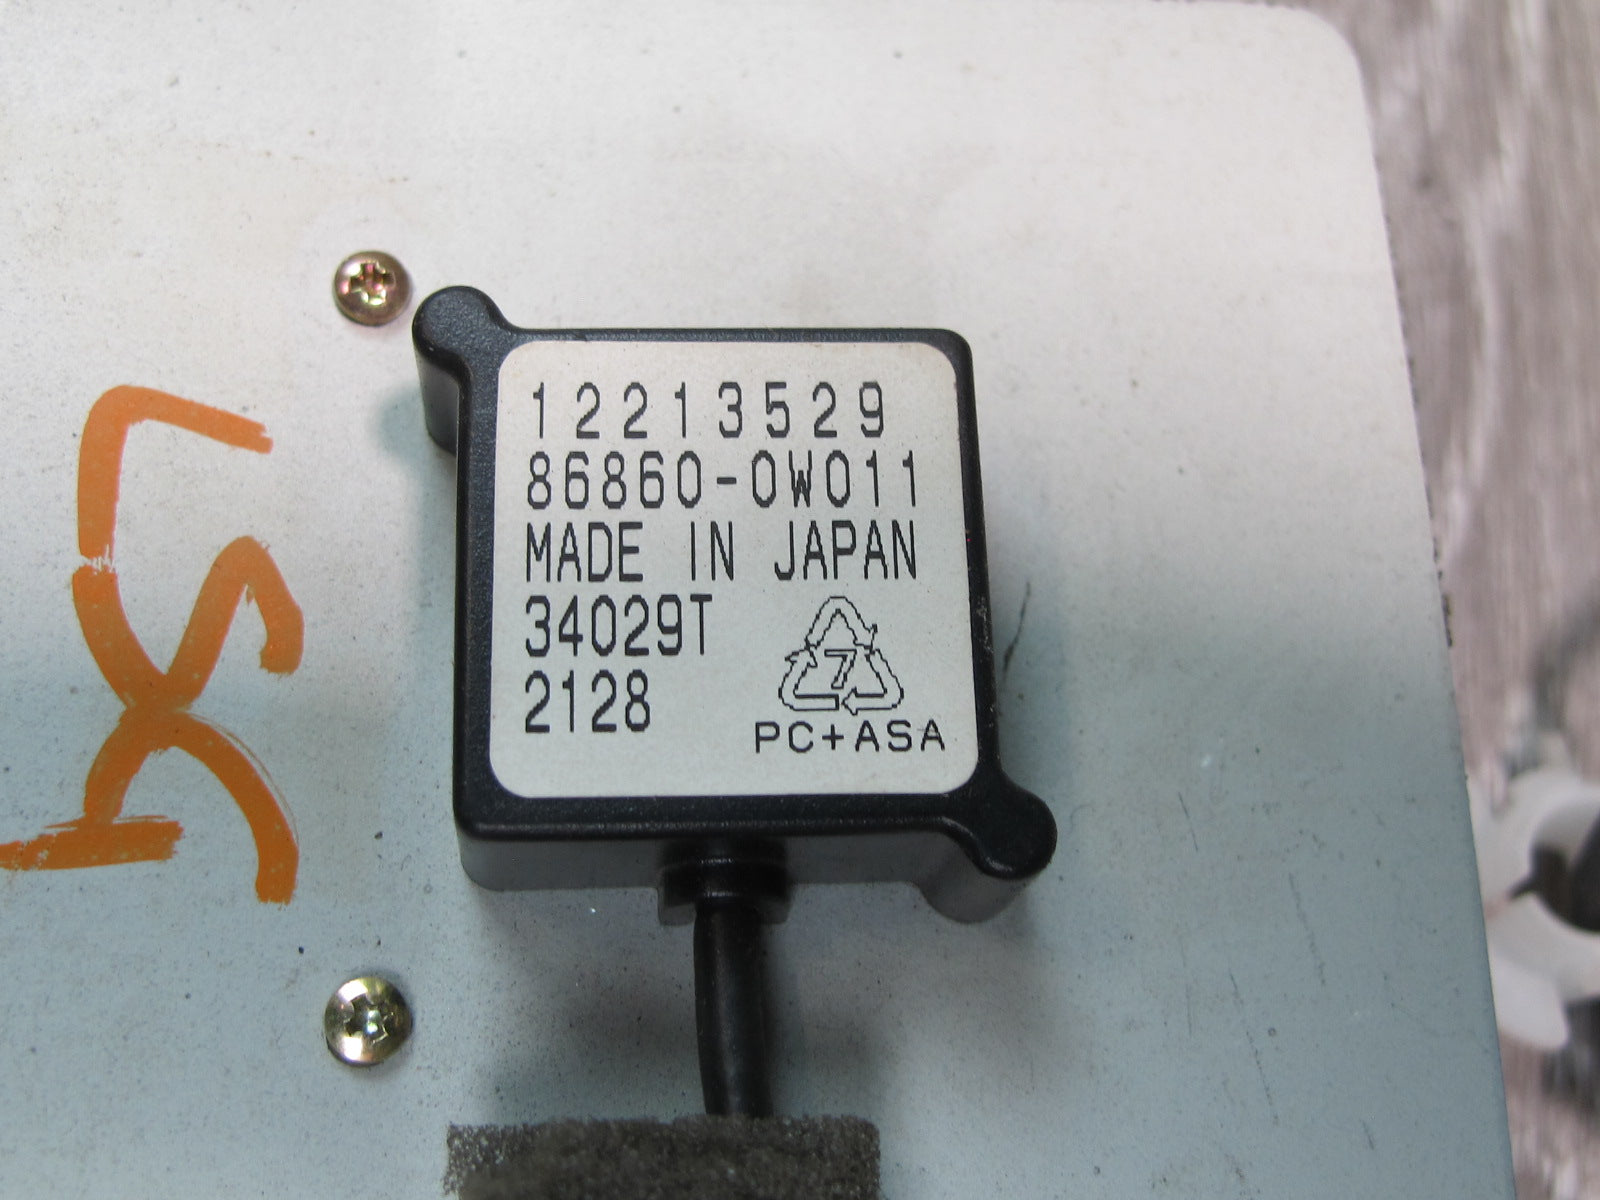 12213529
86860-0W011
MADE IN JAPAN
34029T
2128
7
PC+ASA